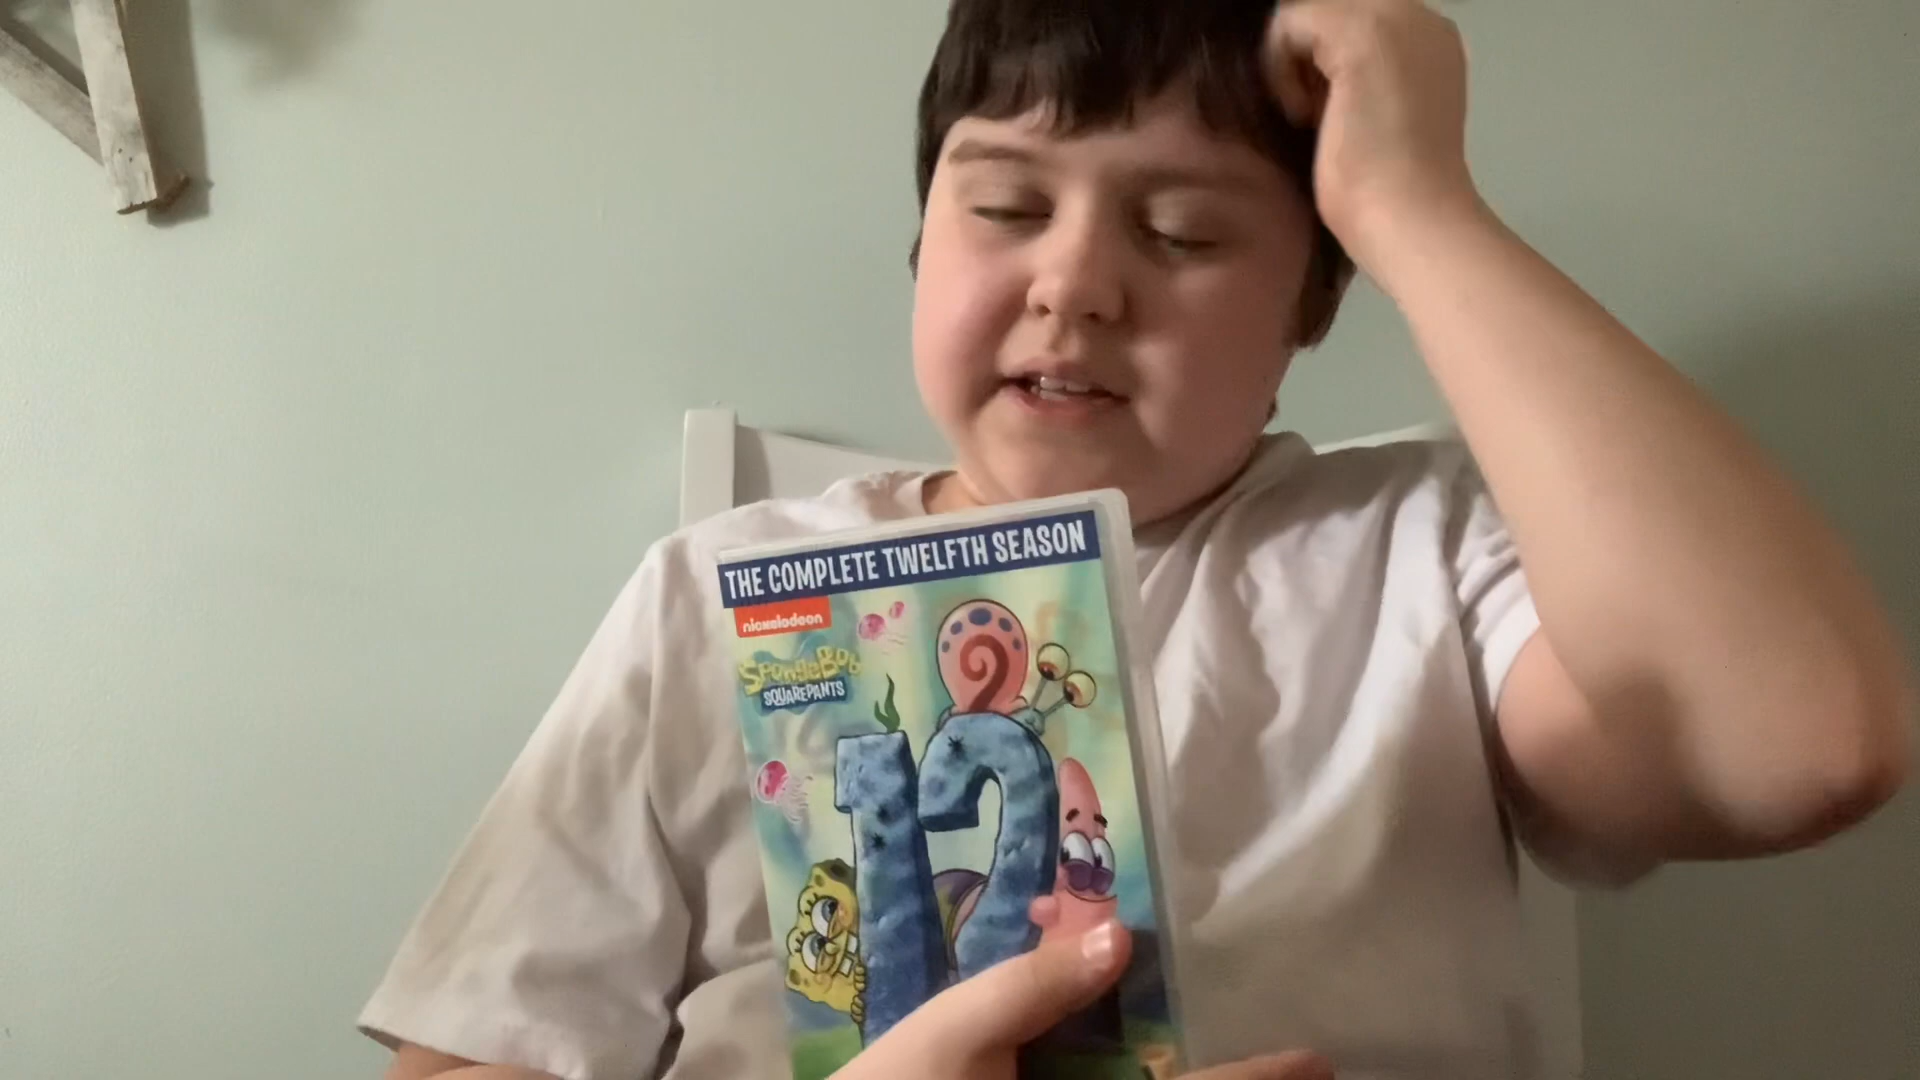 THE COMPLETE TWELFTH SEASON
nickelodeon
SPONGEBOB
SQUAREPANTS
12